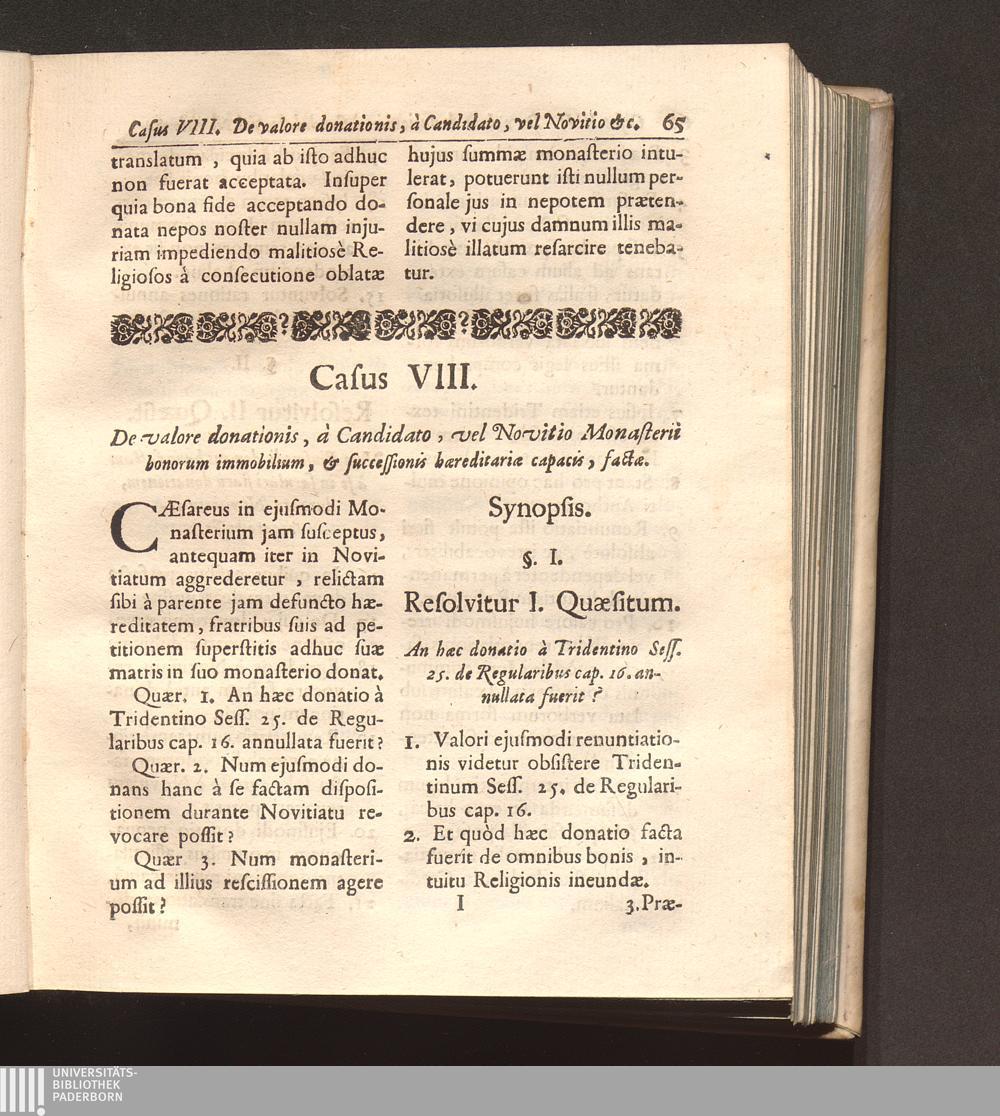 Casus VIII. De valore donationis, à Candidato, vel Novitio &c. 65
translatum , quia ab iſto adhuc
non fuerat acceptata. Inſuper
quia bona fide acceptando do-
nata nepos noſter nullam inju-
riam impediendo malitiosè Re-
ligioſos à conſecutione oblatæ
hujus ſummæ monaſterio intu-
lerat, potuerunt iſti nullum per-
ſonale jus in nepotem præten-
dere , vi cujus damnum illis ma-
litiosè illatum reſarcire teneba-
tur.
Caſus VIII.
De valore donationis, à Candidato, vel Novitio Monaſterii
bonorum immobilium, & ſucceſſionis hæreditariæ capacis, factæ.
CÆſareus in ejuſmodi Mo-
naſterium jam ſuſceptus,
antequam iter in Novi-
tiatum aggrederetur , relictam
ſibi à parente jam defuncto hæ-
reditatem, fratribus ſuis ad pe-
titionem ſuperſtitis adhuc ſuæ
matris in ſuo monaſterio donat.
Quær. 1. An hæc donatio à
Tridentino Seſſ. 25. de Regu-
laribus cap. 16. annullata fuerit?
Quær. 2. Num ejuſmodi do-
nans hanc à ſe factam diſpoſi-
tionem durante Novitiatu re-
vocare poſſit?
Quær. 3. Num monaſteri-
um ad illius reſciſſionem agere
poſſit?
Synopſis.
§. I.
Reſolvitur I. Quæſitum.
An hæc donatio à Tridentino Seſſ.
25. de Regularibus cap. 16. an-
nullata fuerit?
1. Valori ejuſmodi renuntiatio-
nis videtur obſiſtere Triden-
tinum Seſſ. 25. de Regulari-
bus cap. 16.
2. Et quòd hæc donatio facta
fuerit de omnibus bonis , in-
tuitu Religionis ineundæ.
I 3. Præ-
UNIVERSITÄTS-
BIBLIOTHEK
PADERBORN